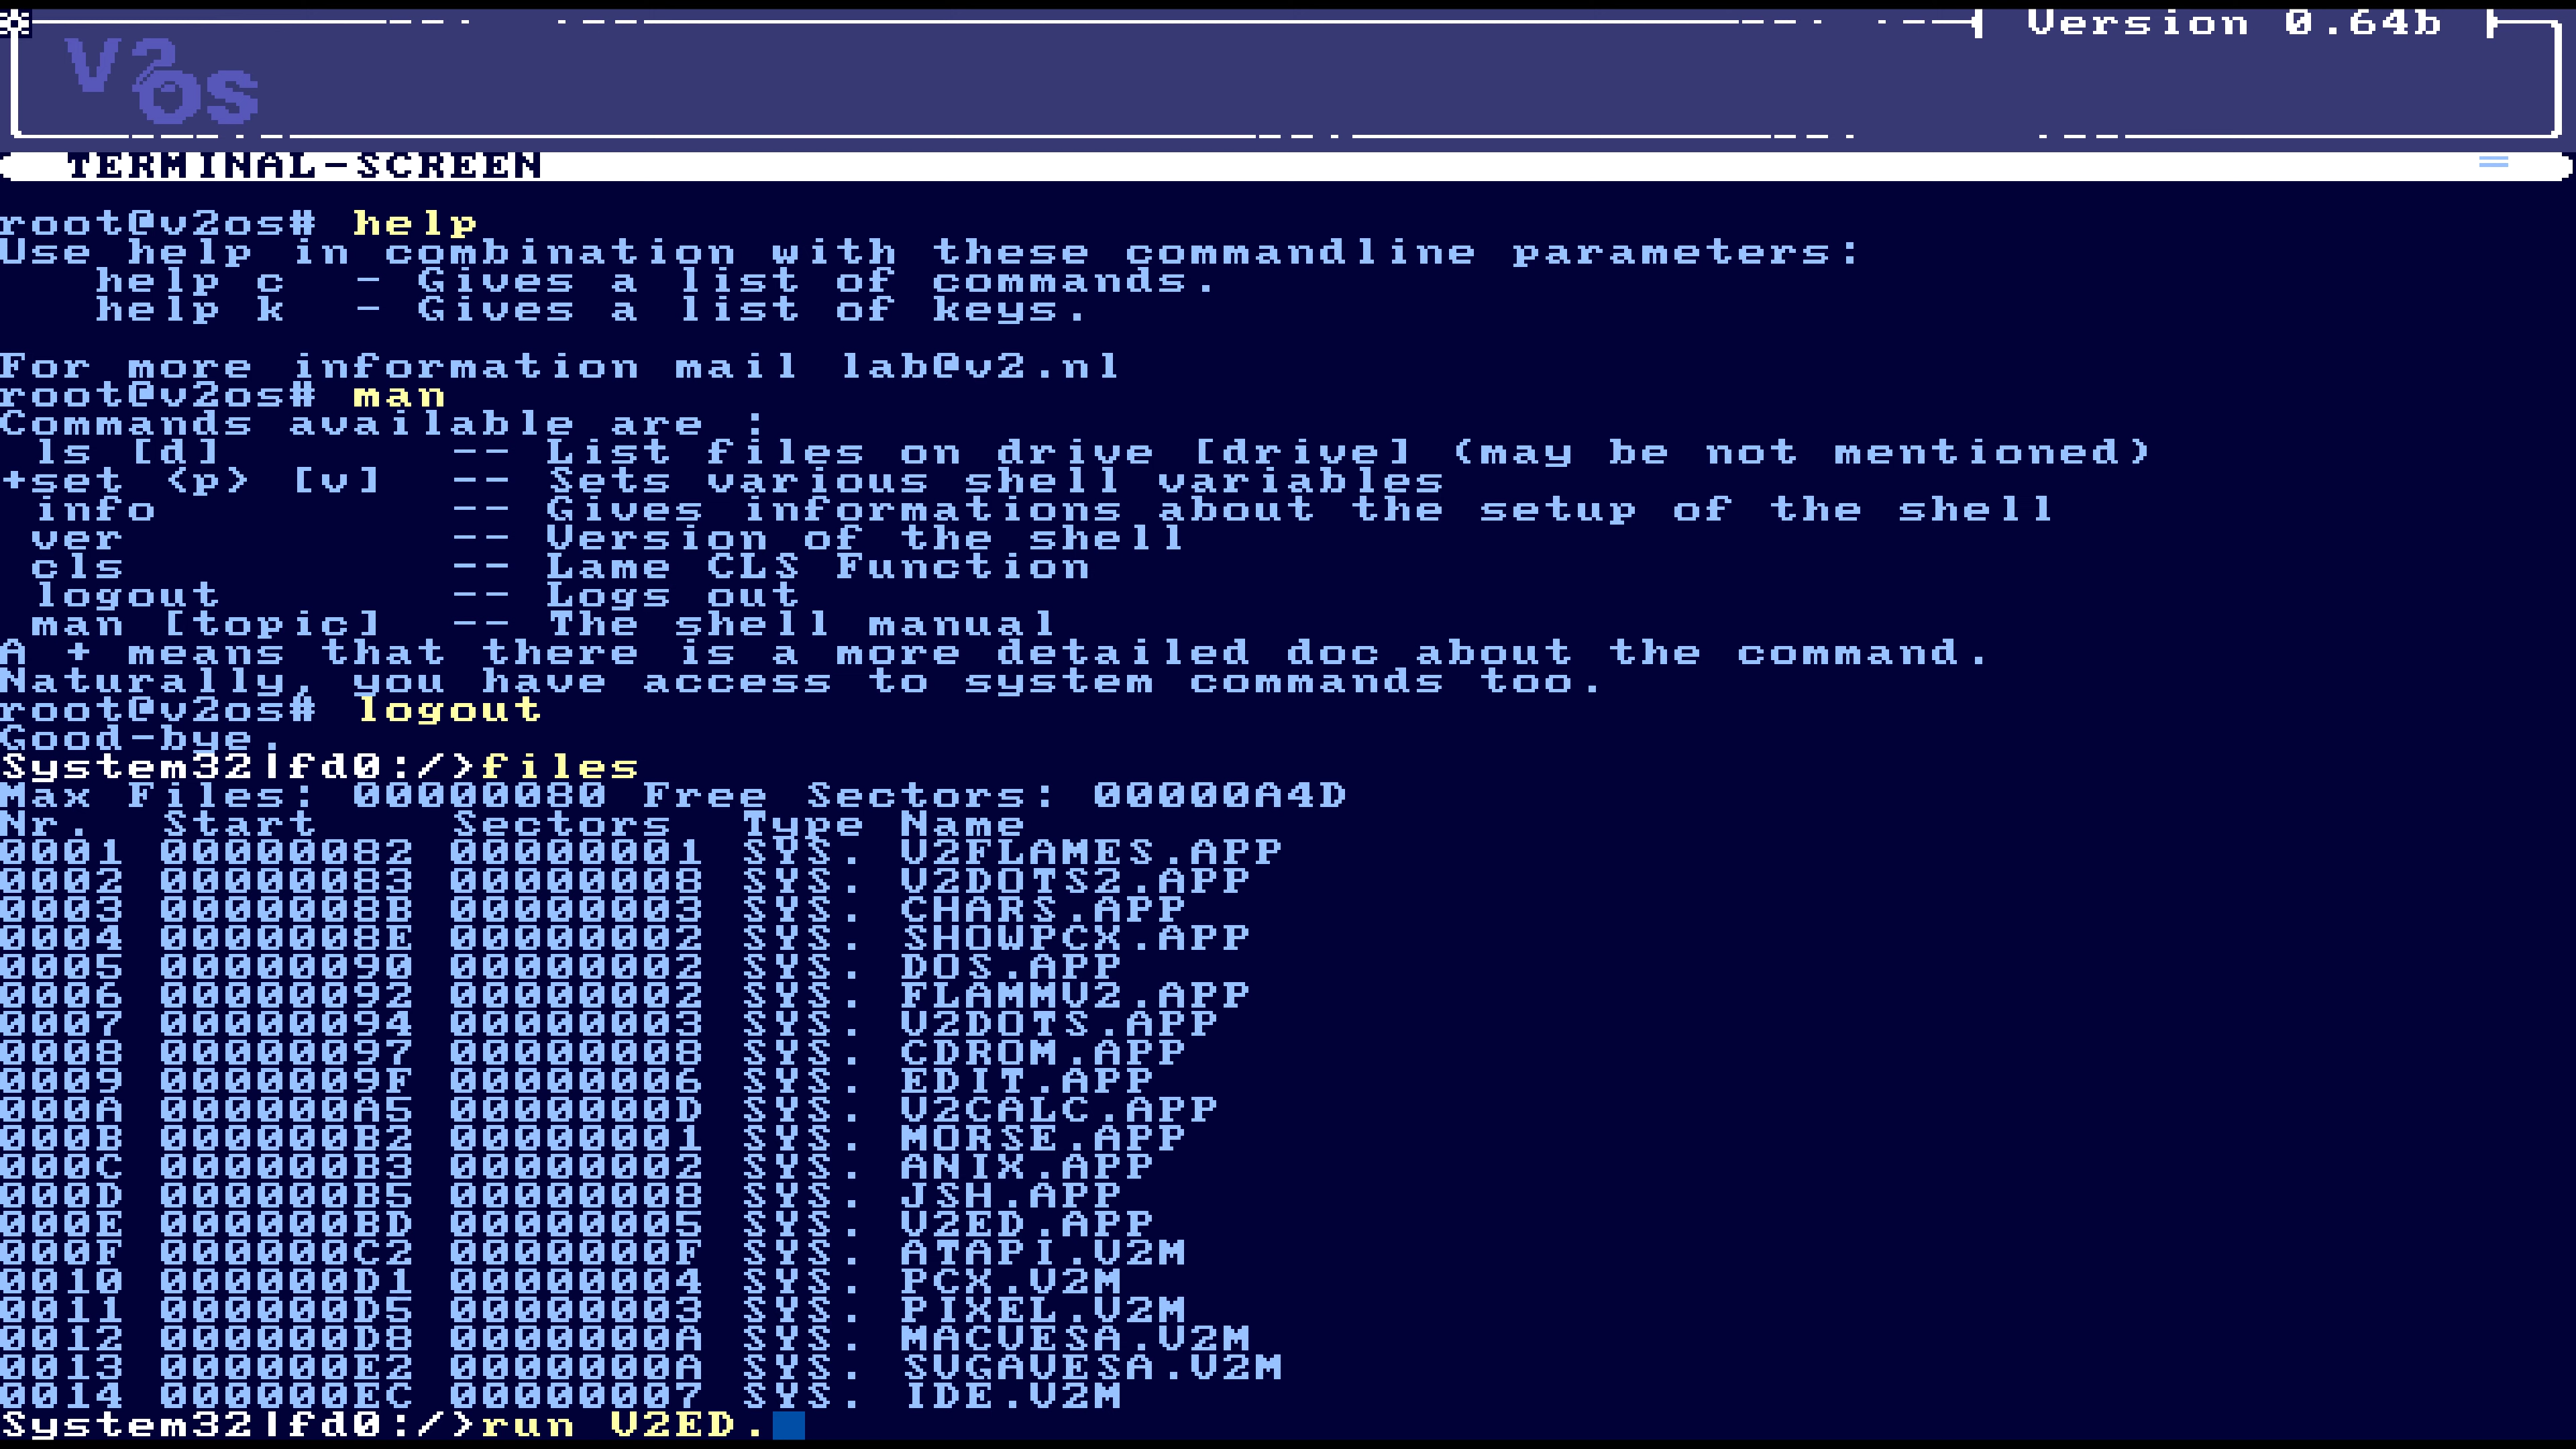 Version 0.64b
V2os
TERMINAL-SCREEN =
root@v2os# help
Use help in combination with these commandline parameters:
help c - Gives a list of commands.
help k - Gives a list of keys.
For more information mail lab@v2.nl
root@v2os# man
Commands available are :
ls [d] -- List files on drive [drive] (may be not mentioned)
+set <p> [v] -- Sets various shell variables
info -- Gives informations about the setup of the shell
ver -- Version of the shell
cls -- Lame CLS Function
logout -- Logs out
man [topic] -- The shell manual
A + means that there is a more detailed doc about the command.
Naturally, you have access to system commands too.
root@v2os# logout
Good-bye.
System32|fd0:/>files
Max Files: 00000080 Free Sectors: 00000A4D
Nr. Start Sectors Type Name
0001 00000082 00000001 SYS. V2FLAMES.APP
0002 00000083 00000008 SYS. V2DOTS2.APP
0003 0000008B 00000003 SYS. CHARS.APP
0004 0000008E 00000002 SYS. SHOWPCX.APP
0005 00000090 00000002 SYS. DOS.APP
0006 00000092 00000002 SYS. FLAMMV2.APP
0007 00000094 00000003 SYS. V2DOTS.APP
0008 00000097 00000008 SYS. CDROM.APP
0009 0000009F 00000006 SYS. EDIT.APP
000A 000000A5 0000000D SYS. V2CALC.APP
000B 000000B2 00000001 SYS. MORSE.APP
000C 000000B3 00000002 SYS. ANIX.APP
000D 000000B5 00000008 SYS. JSH.APP
000E 000000BD 00000005 SYS. V2ED.APP
000F 000000C2 0000000F SYS. ATAPI.V2M
0010 000000D1 00000004 SYS. PCX.V2M
0011 000000D5 00000003 SYS. PIXEL.V2M
0012 000000D8 0000000A SYS. MACVESA.V2M
0013 000000E2 0000000A SYS. SVGAVESA.V2M
0014 000000EC 00000007 SYS. IDE.V2M
System32|fd0:/>run V2ED.